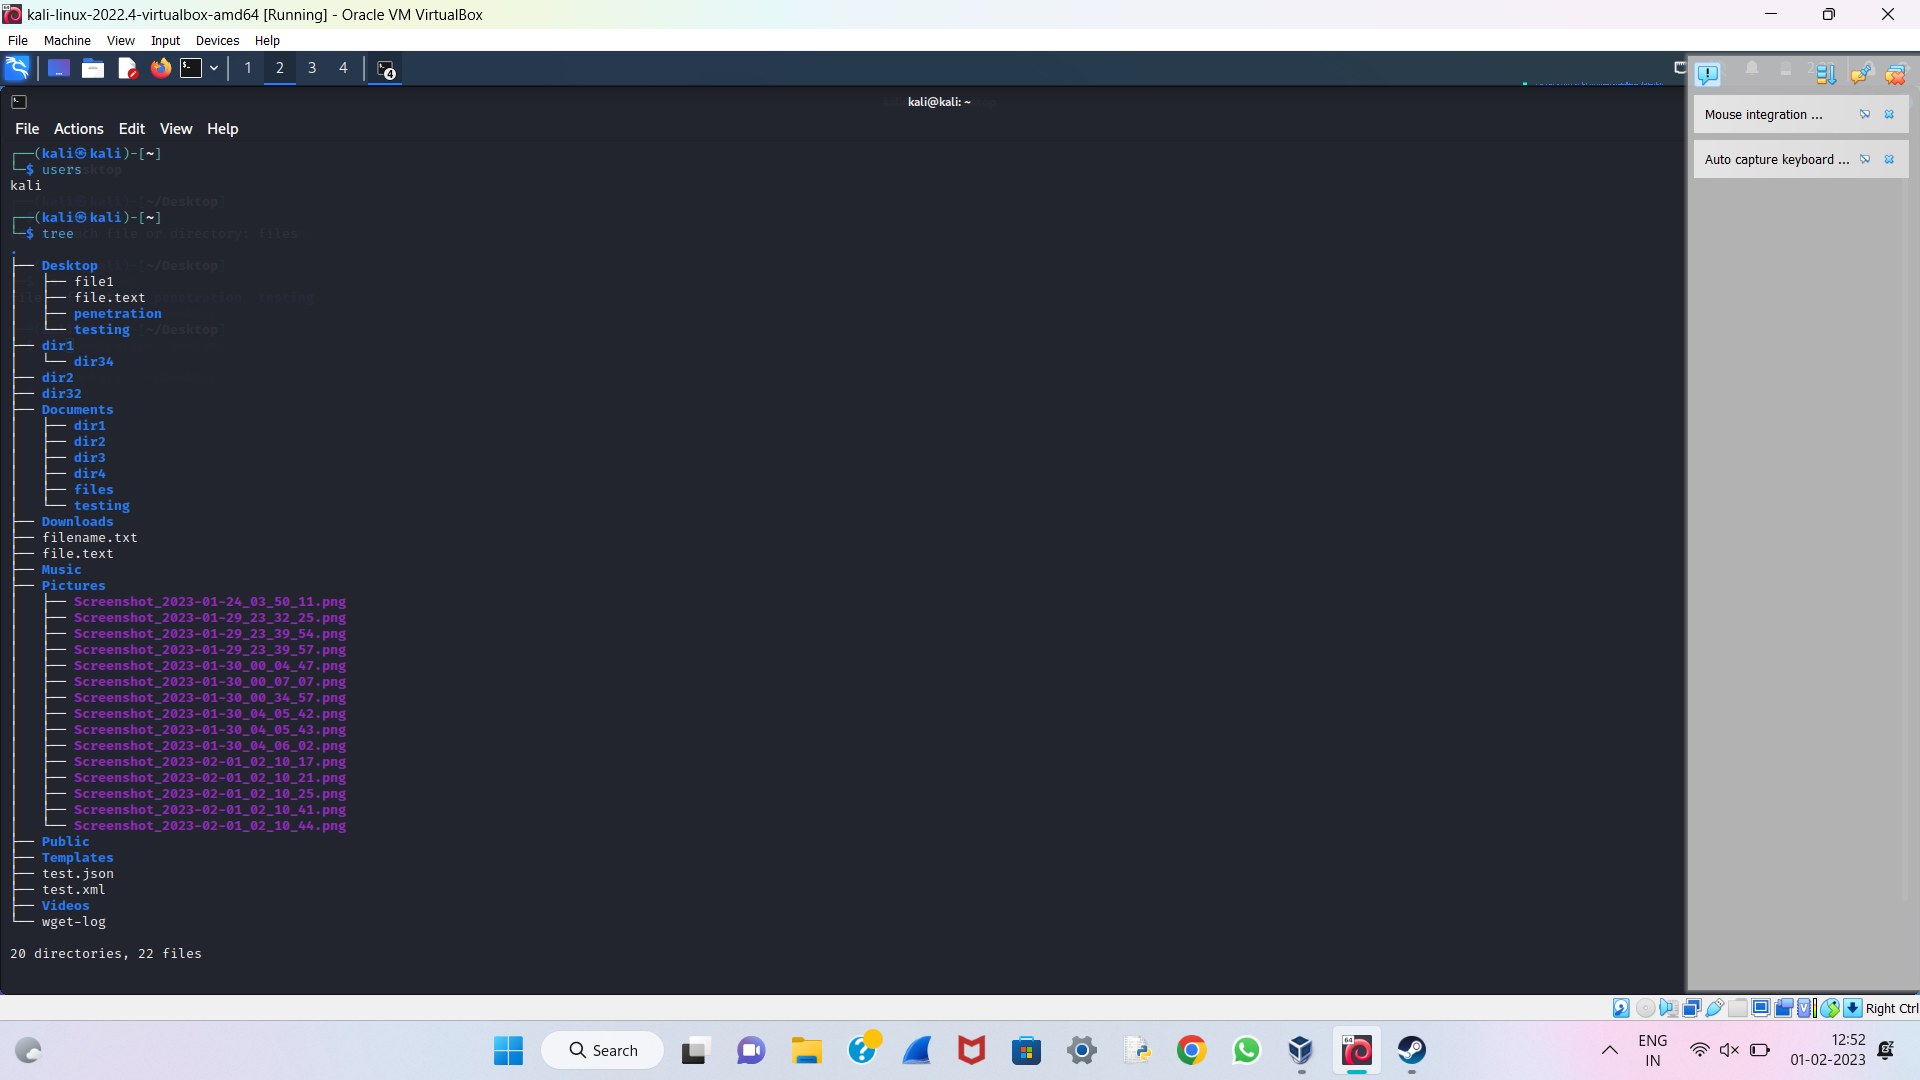 kali-linux-2022.4-virtualbox-amd64 [Running] - Oracle VM VirtualBox
File Machine View Input Devices Help
1 2 3 4 4
kali@kali: ~
File Actions Edit View Help
Mouse integration ...
Auto capture keyboard ...
┌──(kali㉿kali)-[~]
└─$ users
kali
┌──(kali㉿kali)-[~]
└─$ tree
.
├── Desktop
│   ├── file1
│   ├── file.text
│   ├── penetration
│   └── testing
├── dir1
│   └── dir34
├── dir2
├── dir32
├── Documents
│   ├── dir1
│   ├── dir2
│   ├── dir3
│   ├── dir4
│   ├── files
│   └── testing
├── Downloads
├── filename.txt
├── file.text
├── Music
├── Pictures
│   ├── Screenshot_2023-01-24_03_50_11.png
│   ├── Screenshot_2023-01-29_23_32_25.png
│   ├── Screenshot_2023-01-29_23_39_54.png
│   ├── Screenshot_2023-01-29_23_39_57.png
│   ├── Screenshot_2023-01-30_00_04_47.png
│   ├── Screenshot_2023-01-30_00_07_07.png
│   ├── Screenshot_2023-01-30_00_34_57.png
│   ├── Screenshot_2023-01-30_04_05_42.png
│   ├── Screenshot_2023-01-30_04_05_43.png
│   ├── Screenshot_2023-01-30_04_06_02.png
│   ├── Screenshot_2023-02-01_02_10_17.png
│   ├── Screenshot_2023-02-01_02_10_21.png
│   ├── Screenshot_2023-02-01_02_10_25.png
│   ├── Screenshot_2023-02-01_02_10_41.png
│   └── Screenshot_2023-02-01_02_10_44.png
├── Public
├── Templates
├── test.json
├── test.xml
├── Videos
└── wget-log
20 directories, 22 files
Right Ctrl
Search
ENG
IN
12:52
01-02-2023